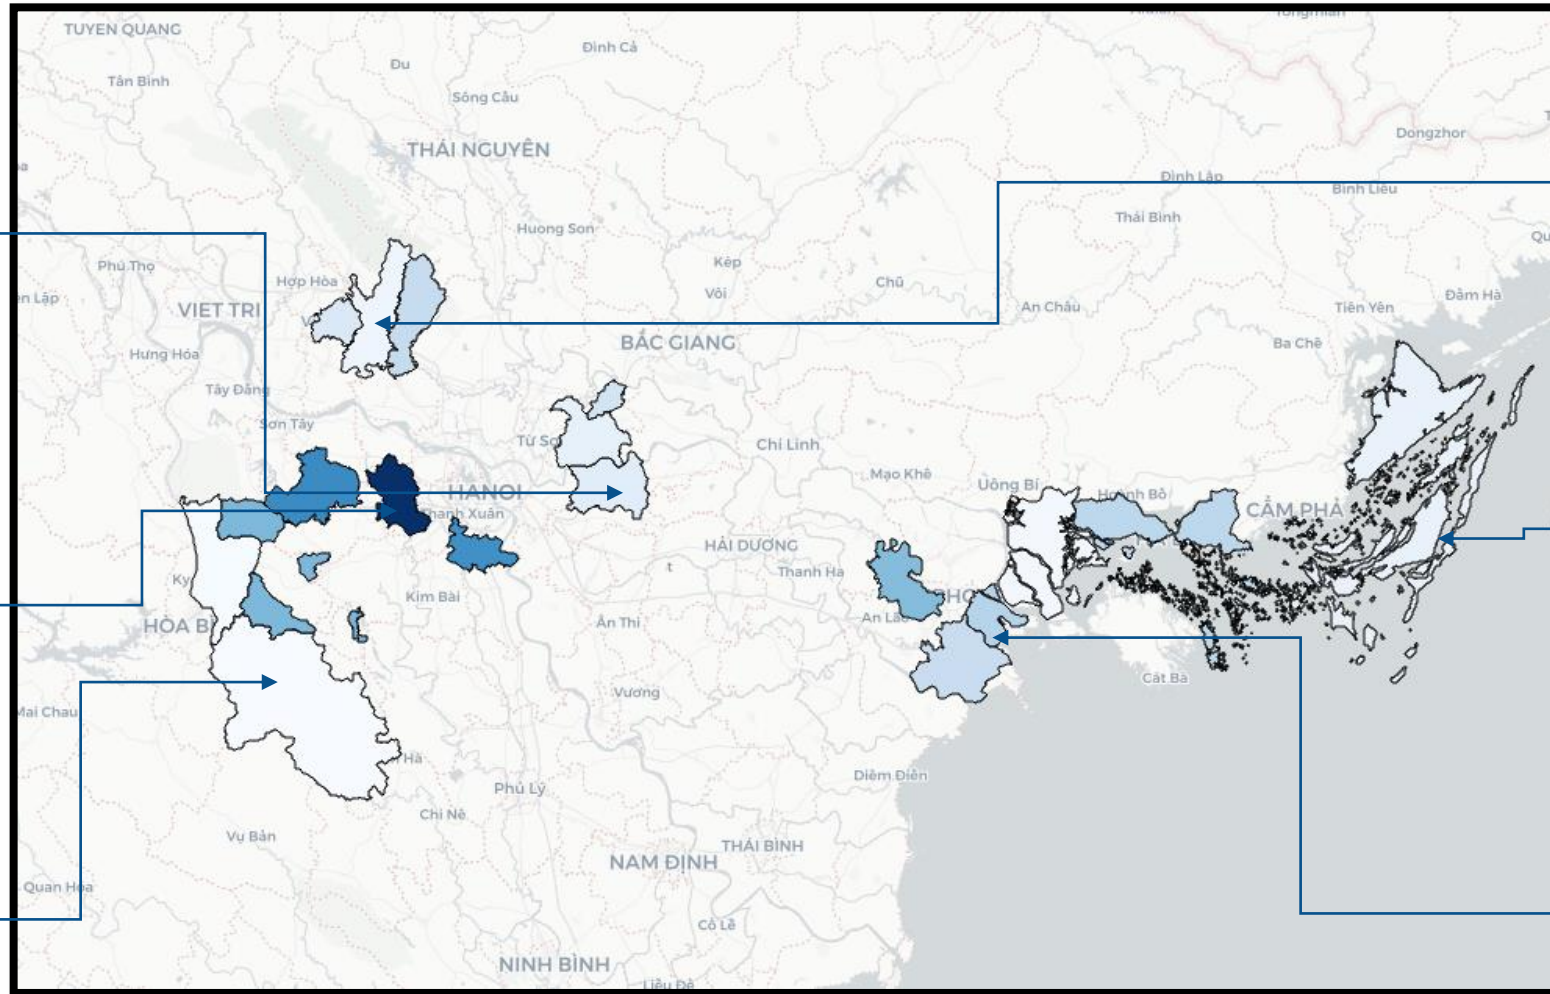 TUYEN QUANG
Đình Cả
Tân Bình
Du
Sông Cầu
Dongzhor
THÁI NGUYÊN
Đình Lập
Bình Liêu
Thái Bình
Huong Son
Phú Thọ
Kép
Hợp Hòa
Vôi
Chũ
An Châu
Tiên Yên
Đầm Hà
VIET TRI
Ba Chẽ
BẮC GIANG
Hưng Hóa
Tây Đằng
Sơn Tây
Từ Sơ
Chí Linh
Mạo Khê
Uông Bí
Hoành Bồ
HANOI
Thanh Xuân
CẨM PHẢ
HẢI DƯƠNG
Thanh Ha
t
Kim Bài
HÒA B
Ân Thi
An Lão
Cát Bà
Vương
Mai Chau
Diêm Điền
Phủ Lý
Chi Nê
Vụ Bản
THÁI BÌNH
NAM ĐỊNH
Quan Hóa
Cổ Lễ
NINH BÌNH
Liễu Đề